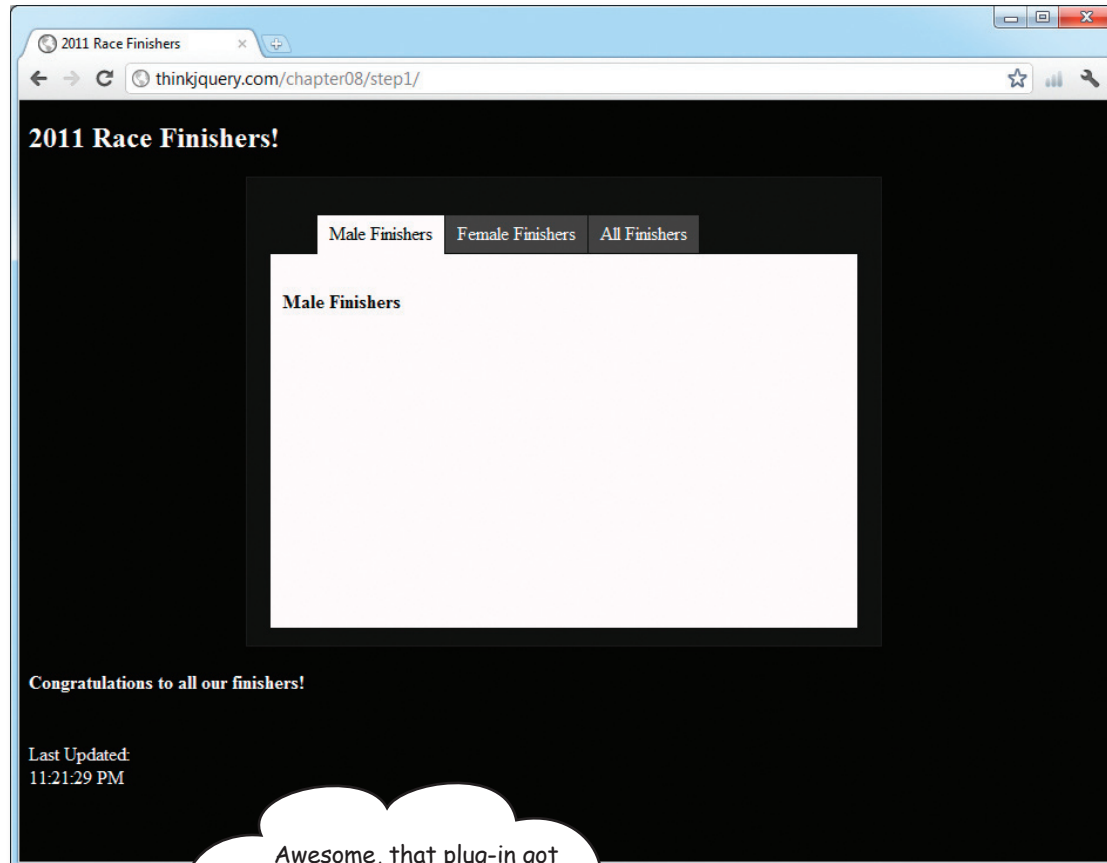 2011 Race Finishers
thinkjquery.com/chapter08/step1/
2011 Race Finishers!
Male Finishers Female Finishers All Finishers
Male Finishers
Congratulations to all our finishers!
Last Updated:
11:21:29 PM
Awesome, that plug-in got